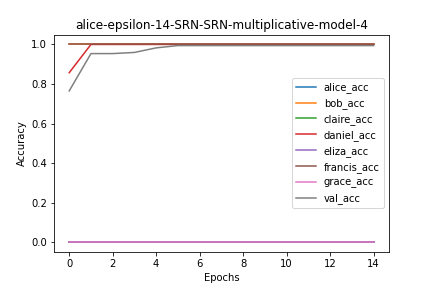 alice-epsilon-14-SRN-SRN-multiplicative-model-4
1.0
0.8
0.6
0.4
0.2
0.0
Accuracy
alice_acc
bob_acc
claire_acc
daniel_acc
eliza_acc
francis_acc
grace_acc
val_acc
0 2 4 6 8 10 12 14
Epochs